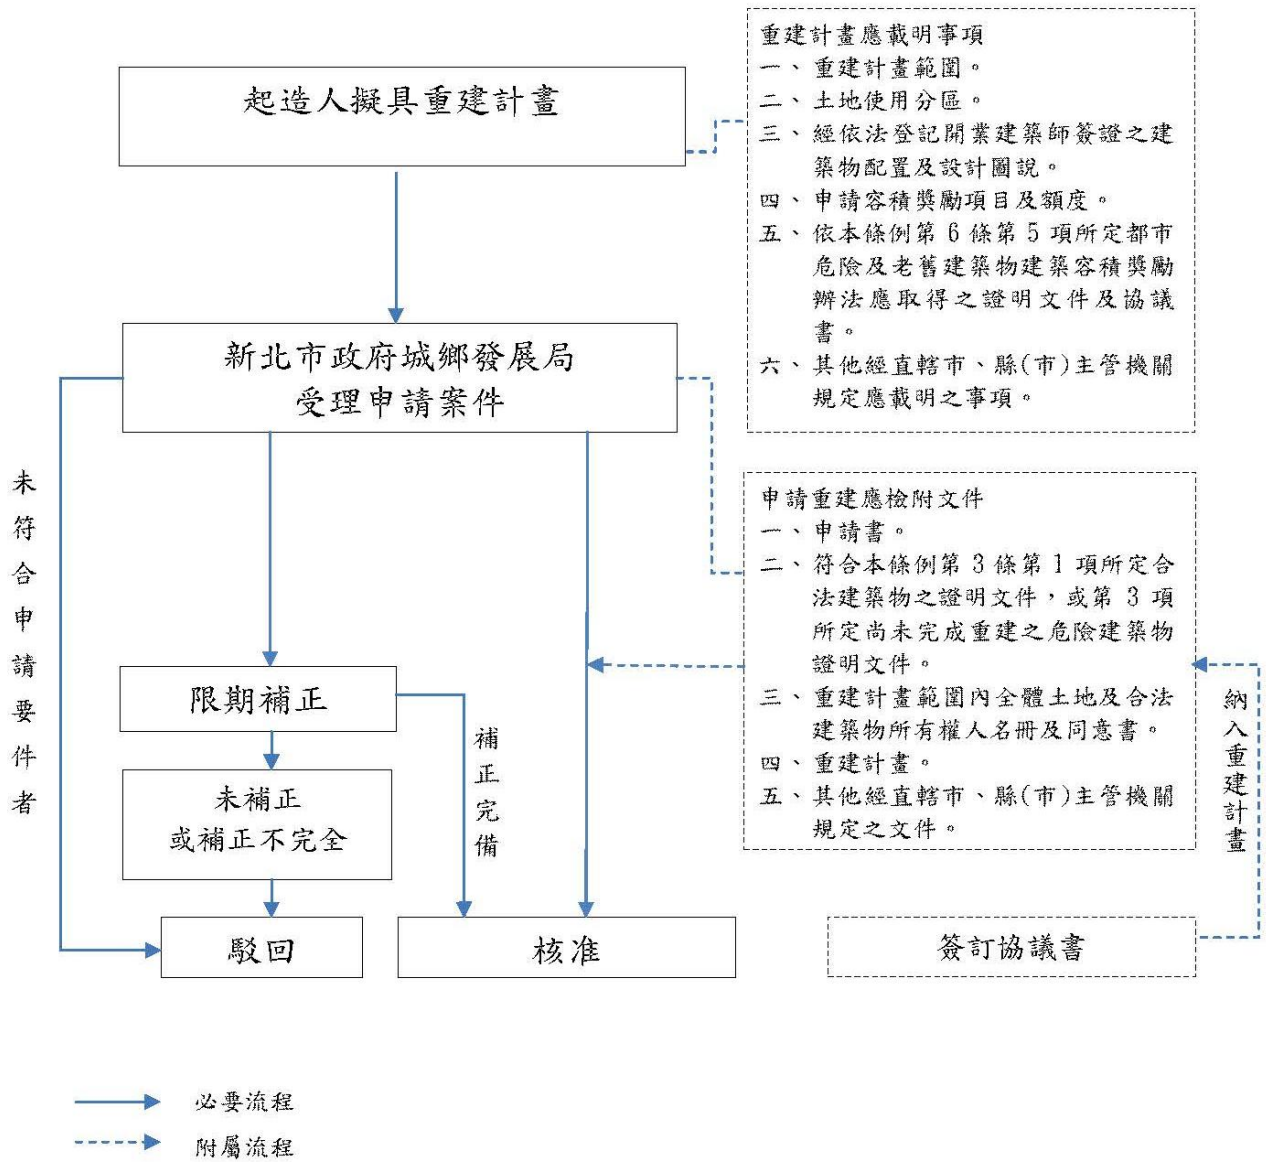 起造人擬具重建計畫
重建計畫應載明事項
一、重建計畫範圍。
二、土地使用分區。
三、經依法登記開業建築師簽證之建
築物配置及設計圖說。
四、申請容積獎勵項目及額度。
五、依本條例第 6 條第 5 項所定都市
危險及老舊建築物建築容積獎勵
辦法應取得之證明文件及協議
書。
六、其他經直轄市、縣(市)主管機關
規定應載明之事項。
新北市政府城鄉發展局
受理申請案件
未符合申請要件者
申請重建應檢附文件
一、申請書。
二、符合本條例第 3 條第 1 項所定合
法建築物之證明文件，或第 3 項
所定尚未完成重建之危險建築物
證明文件。
三、重建計畫範圍內全體土地及合法
建築物所有權人名冊及同意書。
四、重建計畫。
五、其他經直轄市、縣(市)主管機關
規定之文件。
納入重建計畫
限期補正
補正完備
未補正
或補正不完全
駁回
核准
簽訂協議書
必要流程
附屬流程